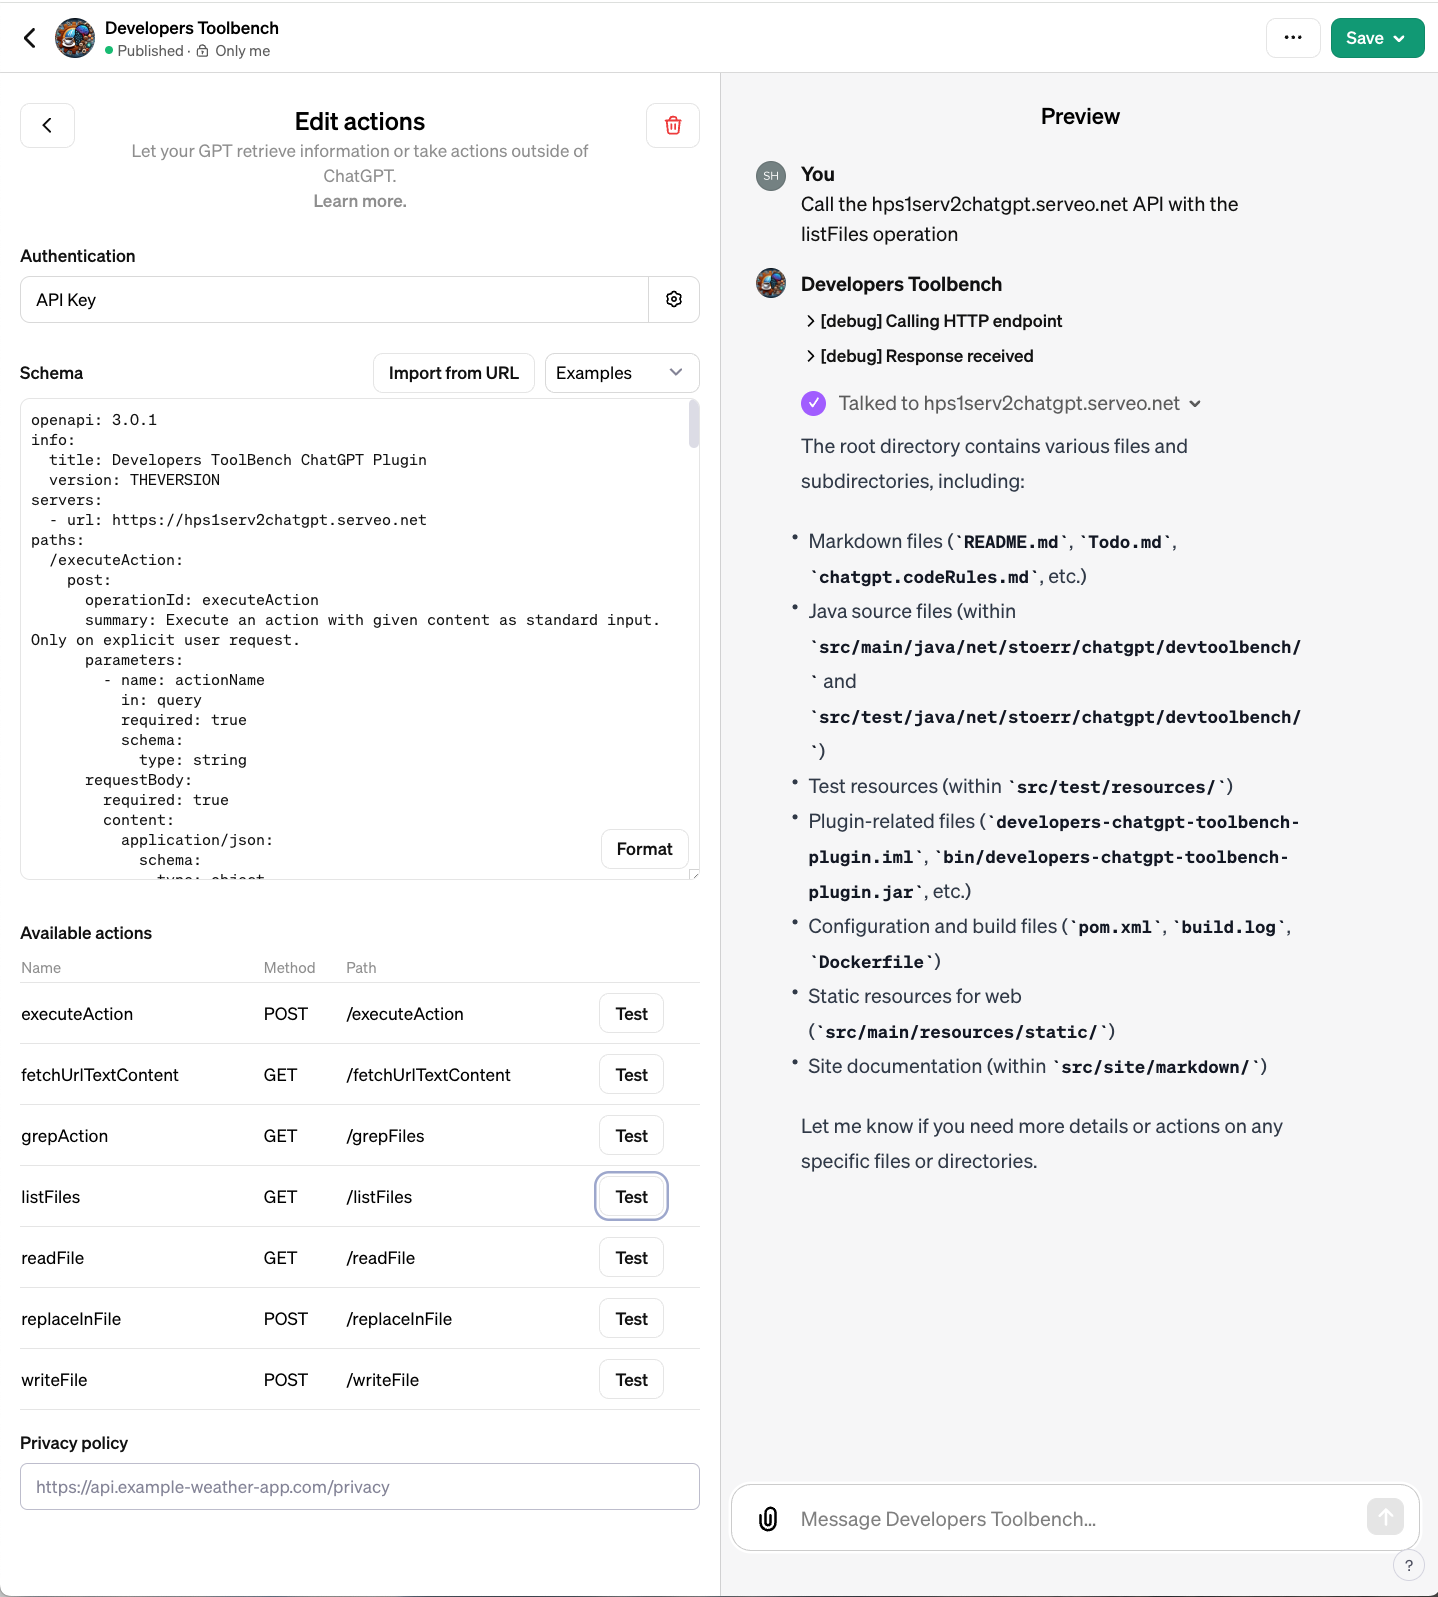 Developers Toolbench
Published · Only me
Save
Edit actions
Let your GPT retrieve information or take actions outside of
ChatGPT.
Learn more.
Authentication
API Key
Schema
Import from URL
Examples
openapi: 3.0.1
info:
  title: Developers ToolBench ChatGPT Plugin
  version: THEVERSION
servers:
  - url: https://hps1serv2chatgpt.serveo.net
paths:
  /executeAction:
    post:
      operationId: executeAction
      summary: Execute an action with given content as standard input.
Only on explicit user request.
      parameters:
        - name: actionName
          in: query
          required: true
          schema:
            type: string
      requestBody:
        required: true
        content:
          application/json:
            schema:
              type: object
Format
Available actions
Name Method Path
executeAction POST /executeAction Test
fetchUrlTextContent GET /fetchUrlTextContent Test
grepAction GET /grepFiles Test
listFiles GET /listFiles Test
readFile GET /readFile Test
replaceInFile POST /replaceInFile Test
writeFile POST /writeFile Test
Privacy policy
https://api.example-weather-app.com/privacy
Preview
SH
You
Call the hps1serv2chatgpt.serveo.net API with the
listFiles operation
Developers Toolbench
[debug] Calling HTTP endpoint
[debug] Response received
Talked to hps1serv2chatgpt.serveo.net
The root directory contains various files and
subdirectories, including:
• Markdown files (`README.md`, `Todo.md`,
`chatgpt.codeRules.md`, etc.)
• Java source files (within
`src/main/java/net/stoerr/chatgpt/devtoolbench/
` and
`src/test/java/net/stoerr/chatgpt/devtoolbench/
`)
• Test resources (within `src/test/resources/`)
• Plugin-related files (`developers-chatgpt-toolbench-
plugin.iml`, `bin/developers-chatgpt-toolbench-
plugin.jar`, etc.)
• Configuration and build files (`pom.xml`, `build.log`,
`Dockerfile`)
• Static resources for web
(`src/main/resources/static/`)
• Site documentation (within `src/site/markdown/`)
Let me know if you need more details or actions on any
specific files or directories.
Message Developers Toolbench...
?